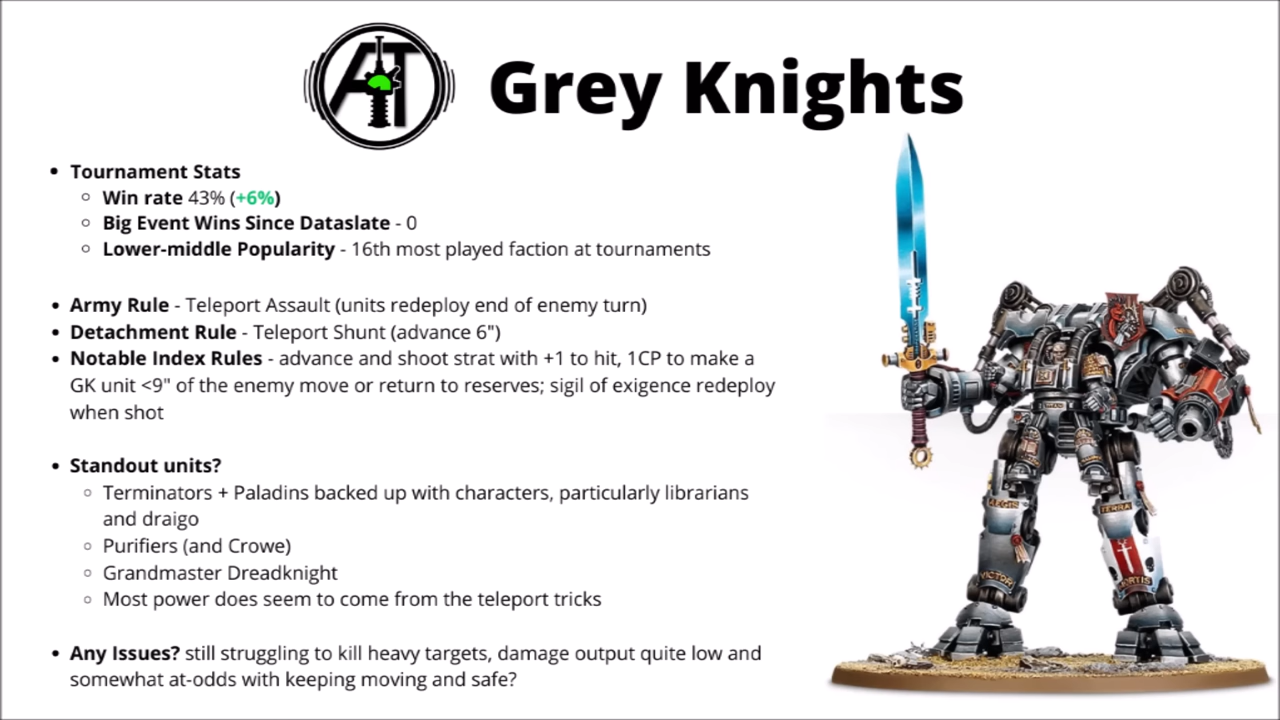 AT
Grey Knights
Tournament Stats
Win rate 43% (+6%)
Big Event Wins Since Dataslate - 0
Lower-middle Popularity - 16th most played faction at tournaments
Army Rule - Teleport Assault (units redeploy end of enemy turn)
Detachment Rule - Teleport Shunt (advance 6")
Notable Index Rules - advance and shoot strat with +1 to hit, 1CP to make a
GK unit <9" of the enemy move or return to reserves; sigil of exigence redeploy
when shot
Standout units?
Terminators + Paladins backed up with characters, particularly librarians
and draigo
Purifiers (and Crowe)
Grandmaster Dreadknight
Most power does seem to come from the teleport tricks
Any Issues? still struggling to kill heavy targets, damage output quite low and
somewhat at-odds with keeping moving and safe?
AEGIS
TERRA
VICTOR
MORTIS